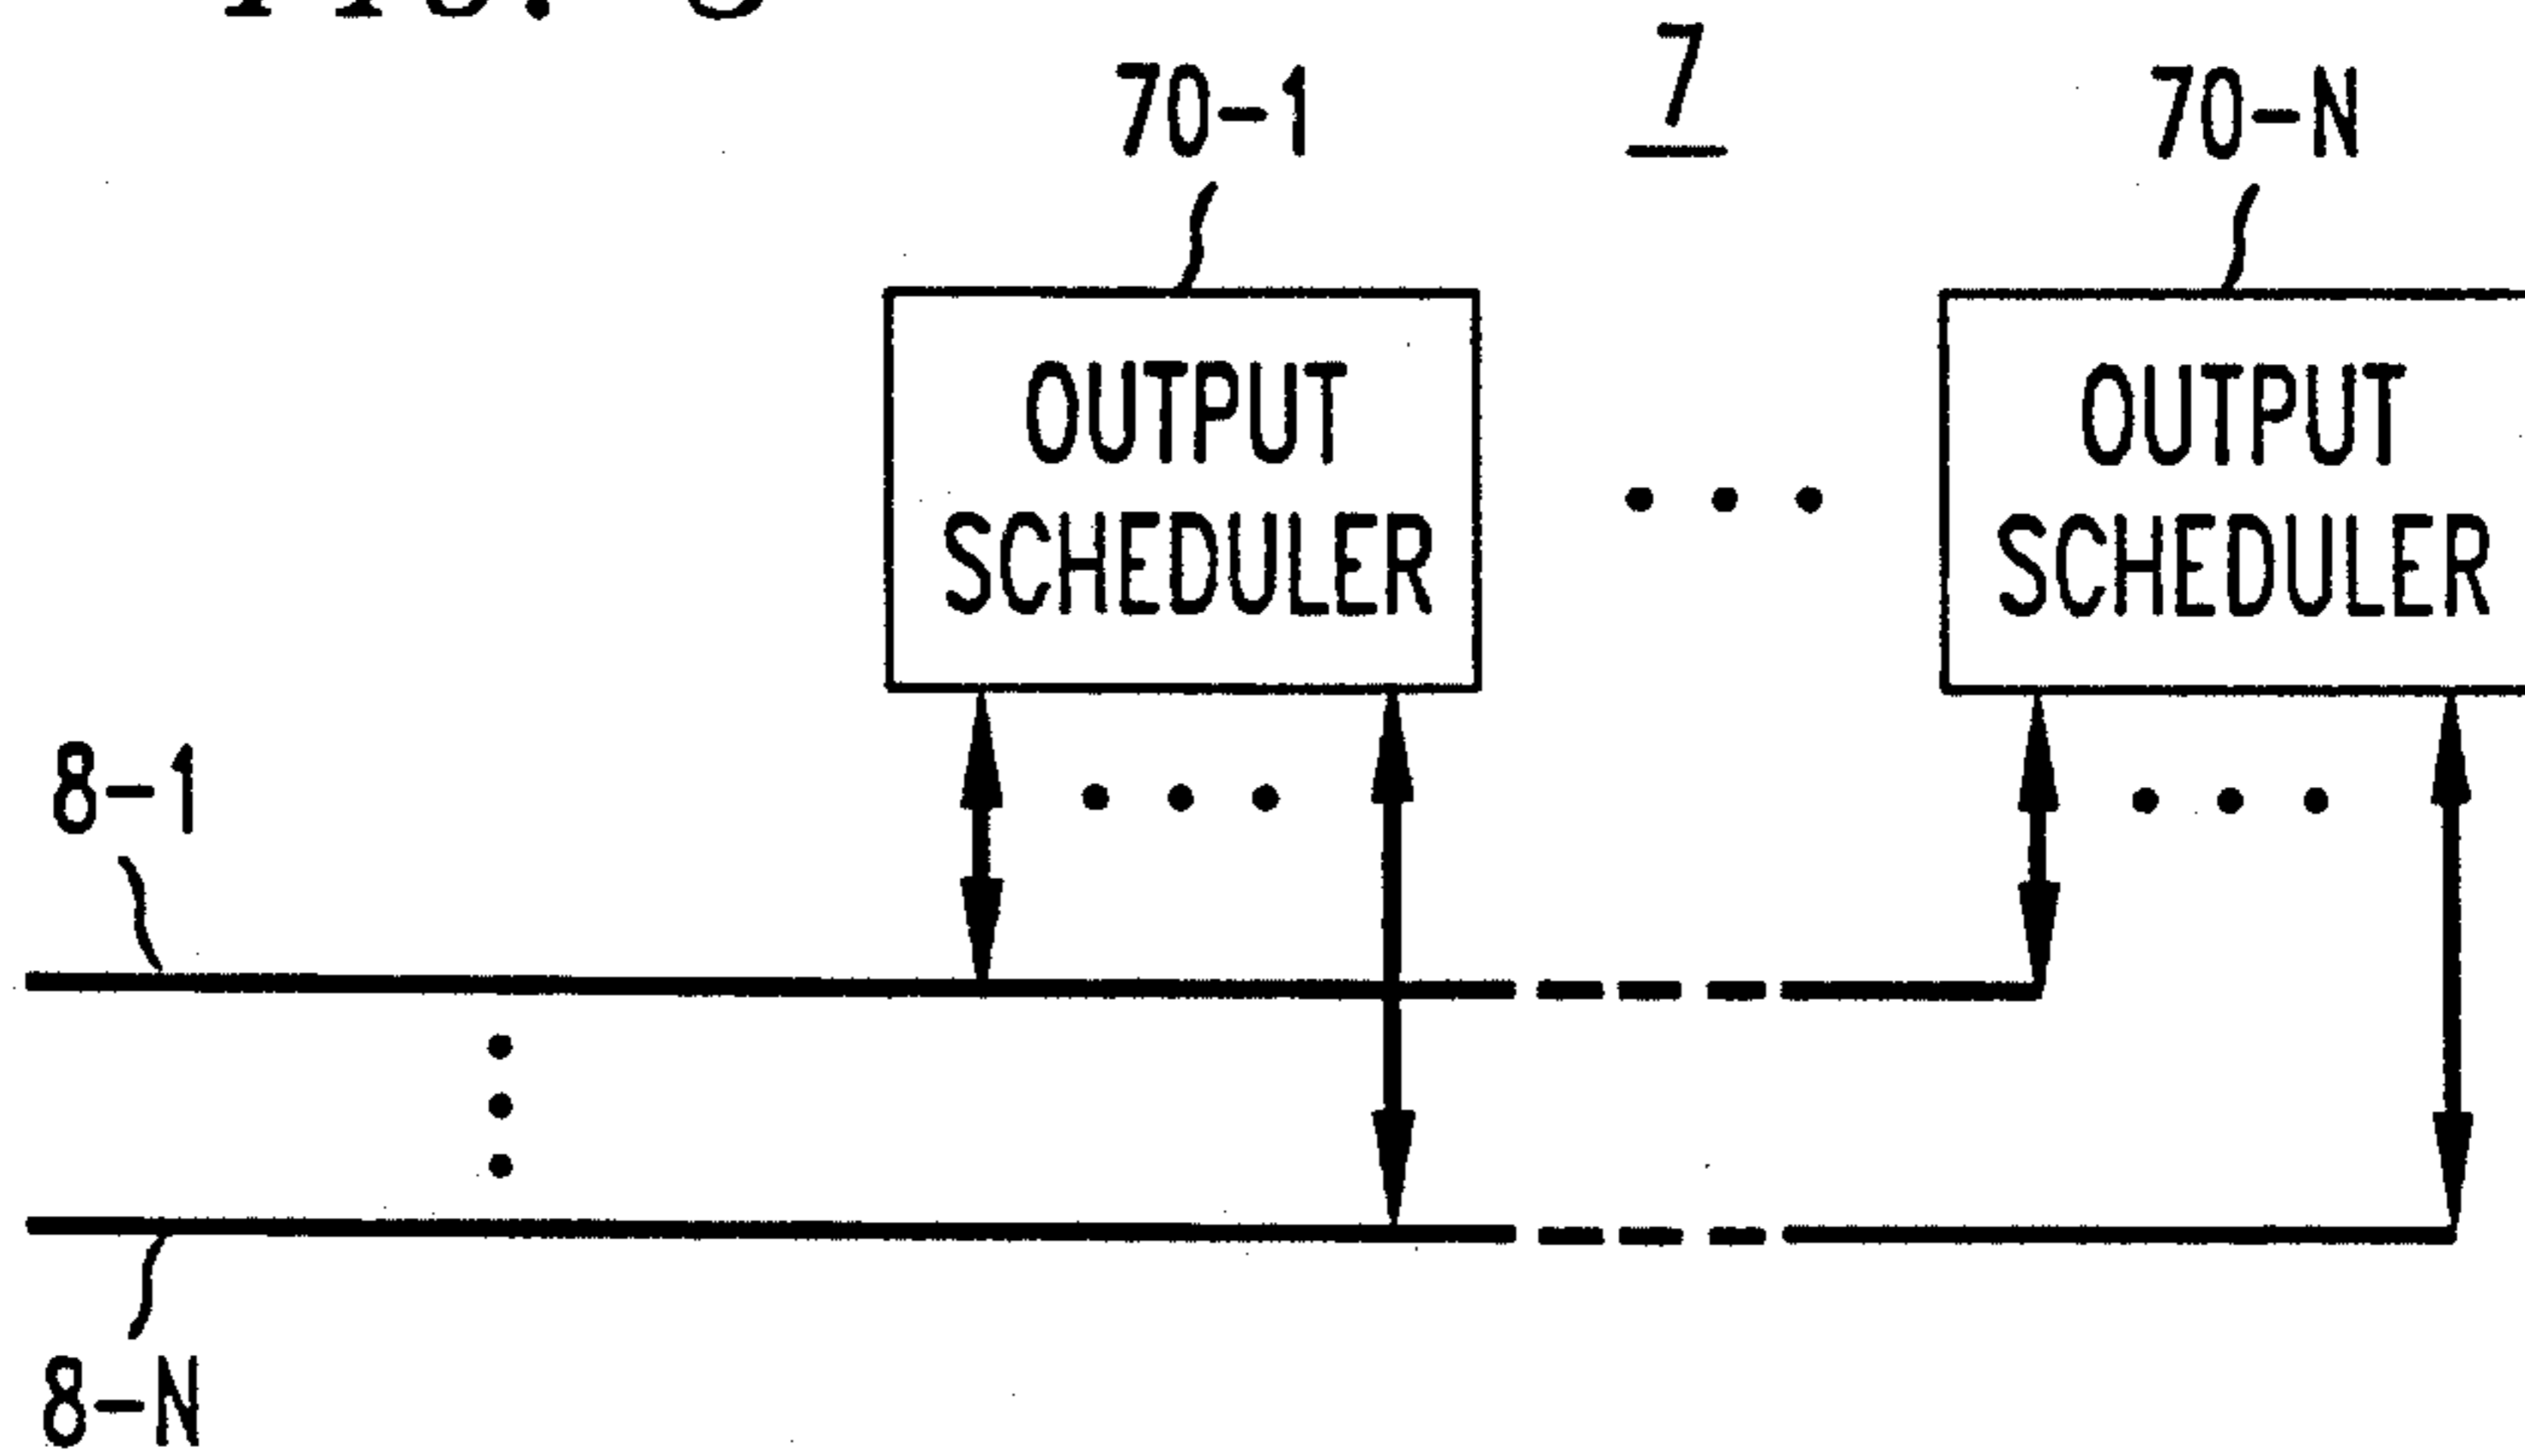 7
70-1
70-N
OUTPUT
SCHEDULER
OUTPUT
SCHEDULER
8-1
8-N